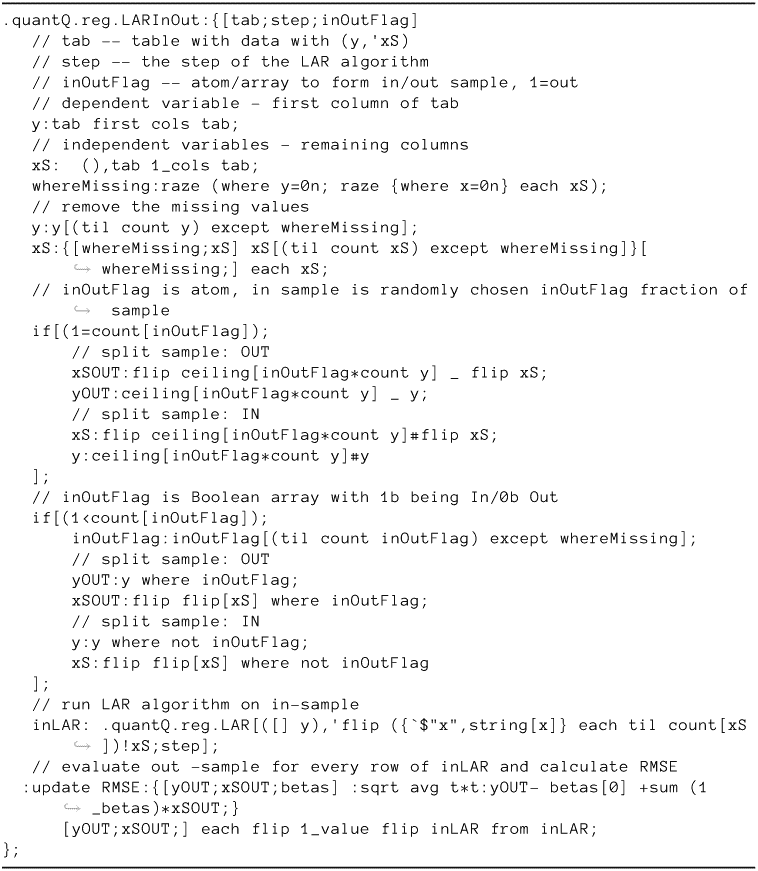 .quantQ.reg.LARInOut:{[tab;step;inOutFlag]
// tab -- table with data with (y,'xS)
// step -- the step of the LAR algorithm
// inOutFlag -- atom/array to form in/out sample, 1=out
// dependent variable - first column of tab
y:tab first cols tab;
// independent variables - remaining columns
xS:  (),tab 1_cols tab;
whereMissing:raze (where y=0n; raze {where x=0n} each xS);
// remove the missing values
y:y[(til count y) except whereMissing];
xS:{[whereMissing;xS] xS[(til count xS) except whereMissing]}[
↪ whereMissing;] each xS;
// inOutFlag is atom, in sample is randomly chosen inOutFlag fraction of
↪ sample
if[(1=count[inOutFlag]);
// split sample: OUT
xSOUT:flip ceiling[inOutFlag*count y] _ flip xS;
yOUT:ceiling[inOutFlag*count y] _ y;
// split sample: IN
xS:flip ceiling[inOutFlag*count y]#flip xS;
y:ceiling[inOutFlag*count y]#y
];
// inOutFlag is Boolean array with 1b being In/0b Out
if[(1<count[inOutFlag]);
inOutFlag:inOutFlag[(til count inOutFlag) except whereMissing];
// split sample: OUT
yOUT:y where inOutFlag;
xSOUT:flip flip[xS] where inOutFlag;
// split sample: IN
y:y where not inOutFlag;
xS:flip flip[xS] where not inOutFlag
];
// run LAR algorithm on in-sample
inLAR: .quantQ.reg.LAR[([] y),'flip ({`$"x",string[x]} each til count[xS
↪ ])!xS;step];
// evaluate out -sample for every row of inLAR and calculate RMSE
:update RMSE:{[yOUT;xSOUT;betas] :sqrt avg t*t:yOUT- betas[0] +sum (1
↪ _betas)*xSOUT;}
[yOUT;xSOUT;] each flip 1_value flip inLAR from inLAR;
};